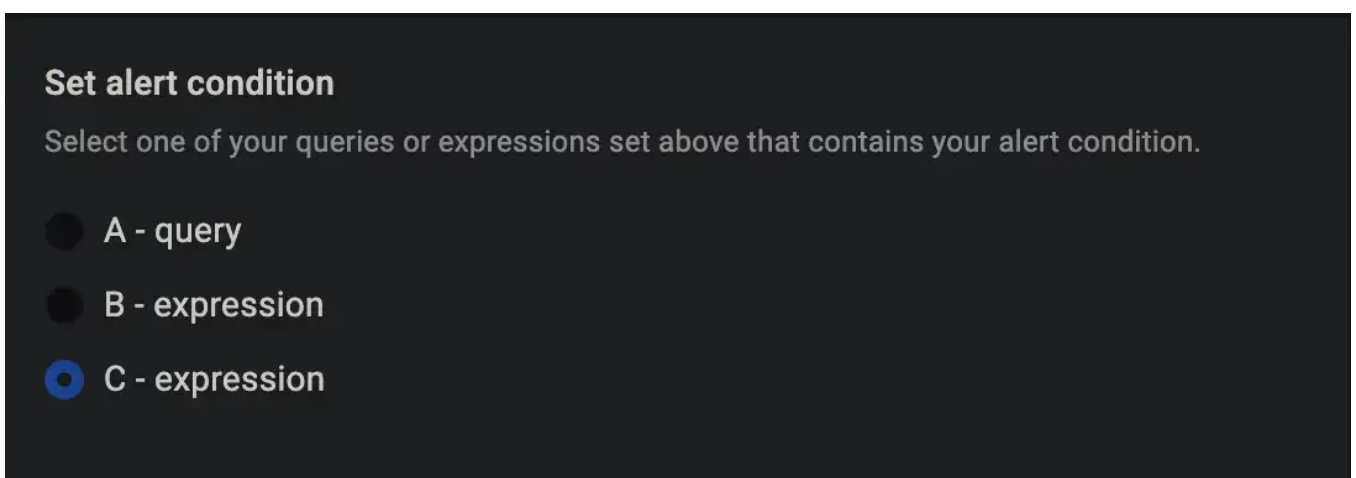 Set alert condition
Select one of your queries or expressions set above that contains your alert condition.
A - query
B - expression
C - expression